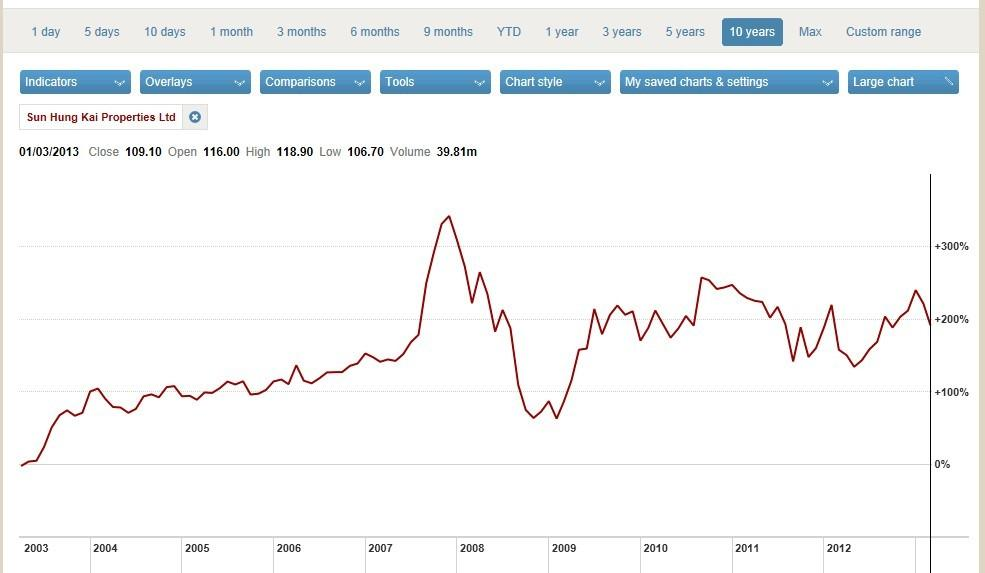 1 day 5 days 10 days 1 month 3 months 6 months 9 months YTD 1 year 3 years 5 years 10 years Max Custom range
Indicators Overlays Comparisons Tools Chart style My saved charts & settings Large chart
Sun Hung Kai Properties Ltd
01/03/2013 Close 109.10 Open 116.00 High 118.90 Low 106.70 Volume 39.81m
+300%
+200%
+100%
0%
2003 2004 2005 2006 2007 2008 2009 2010 2011 2012